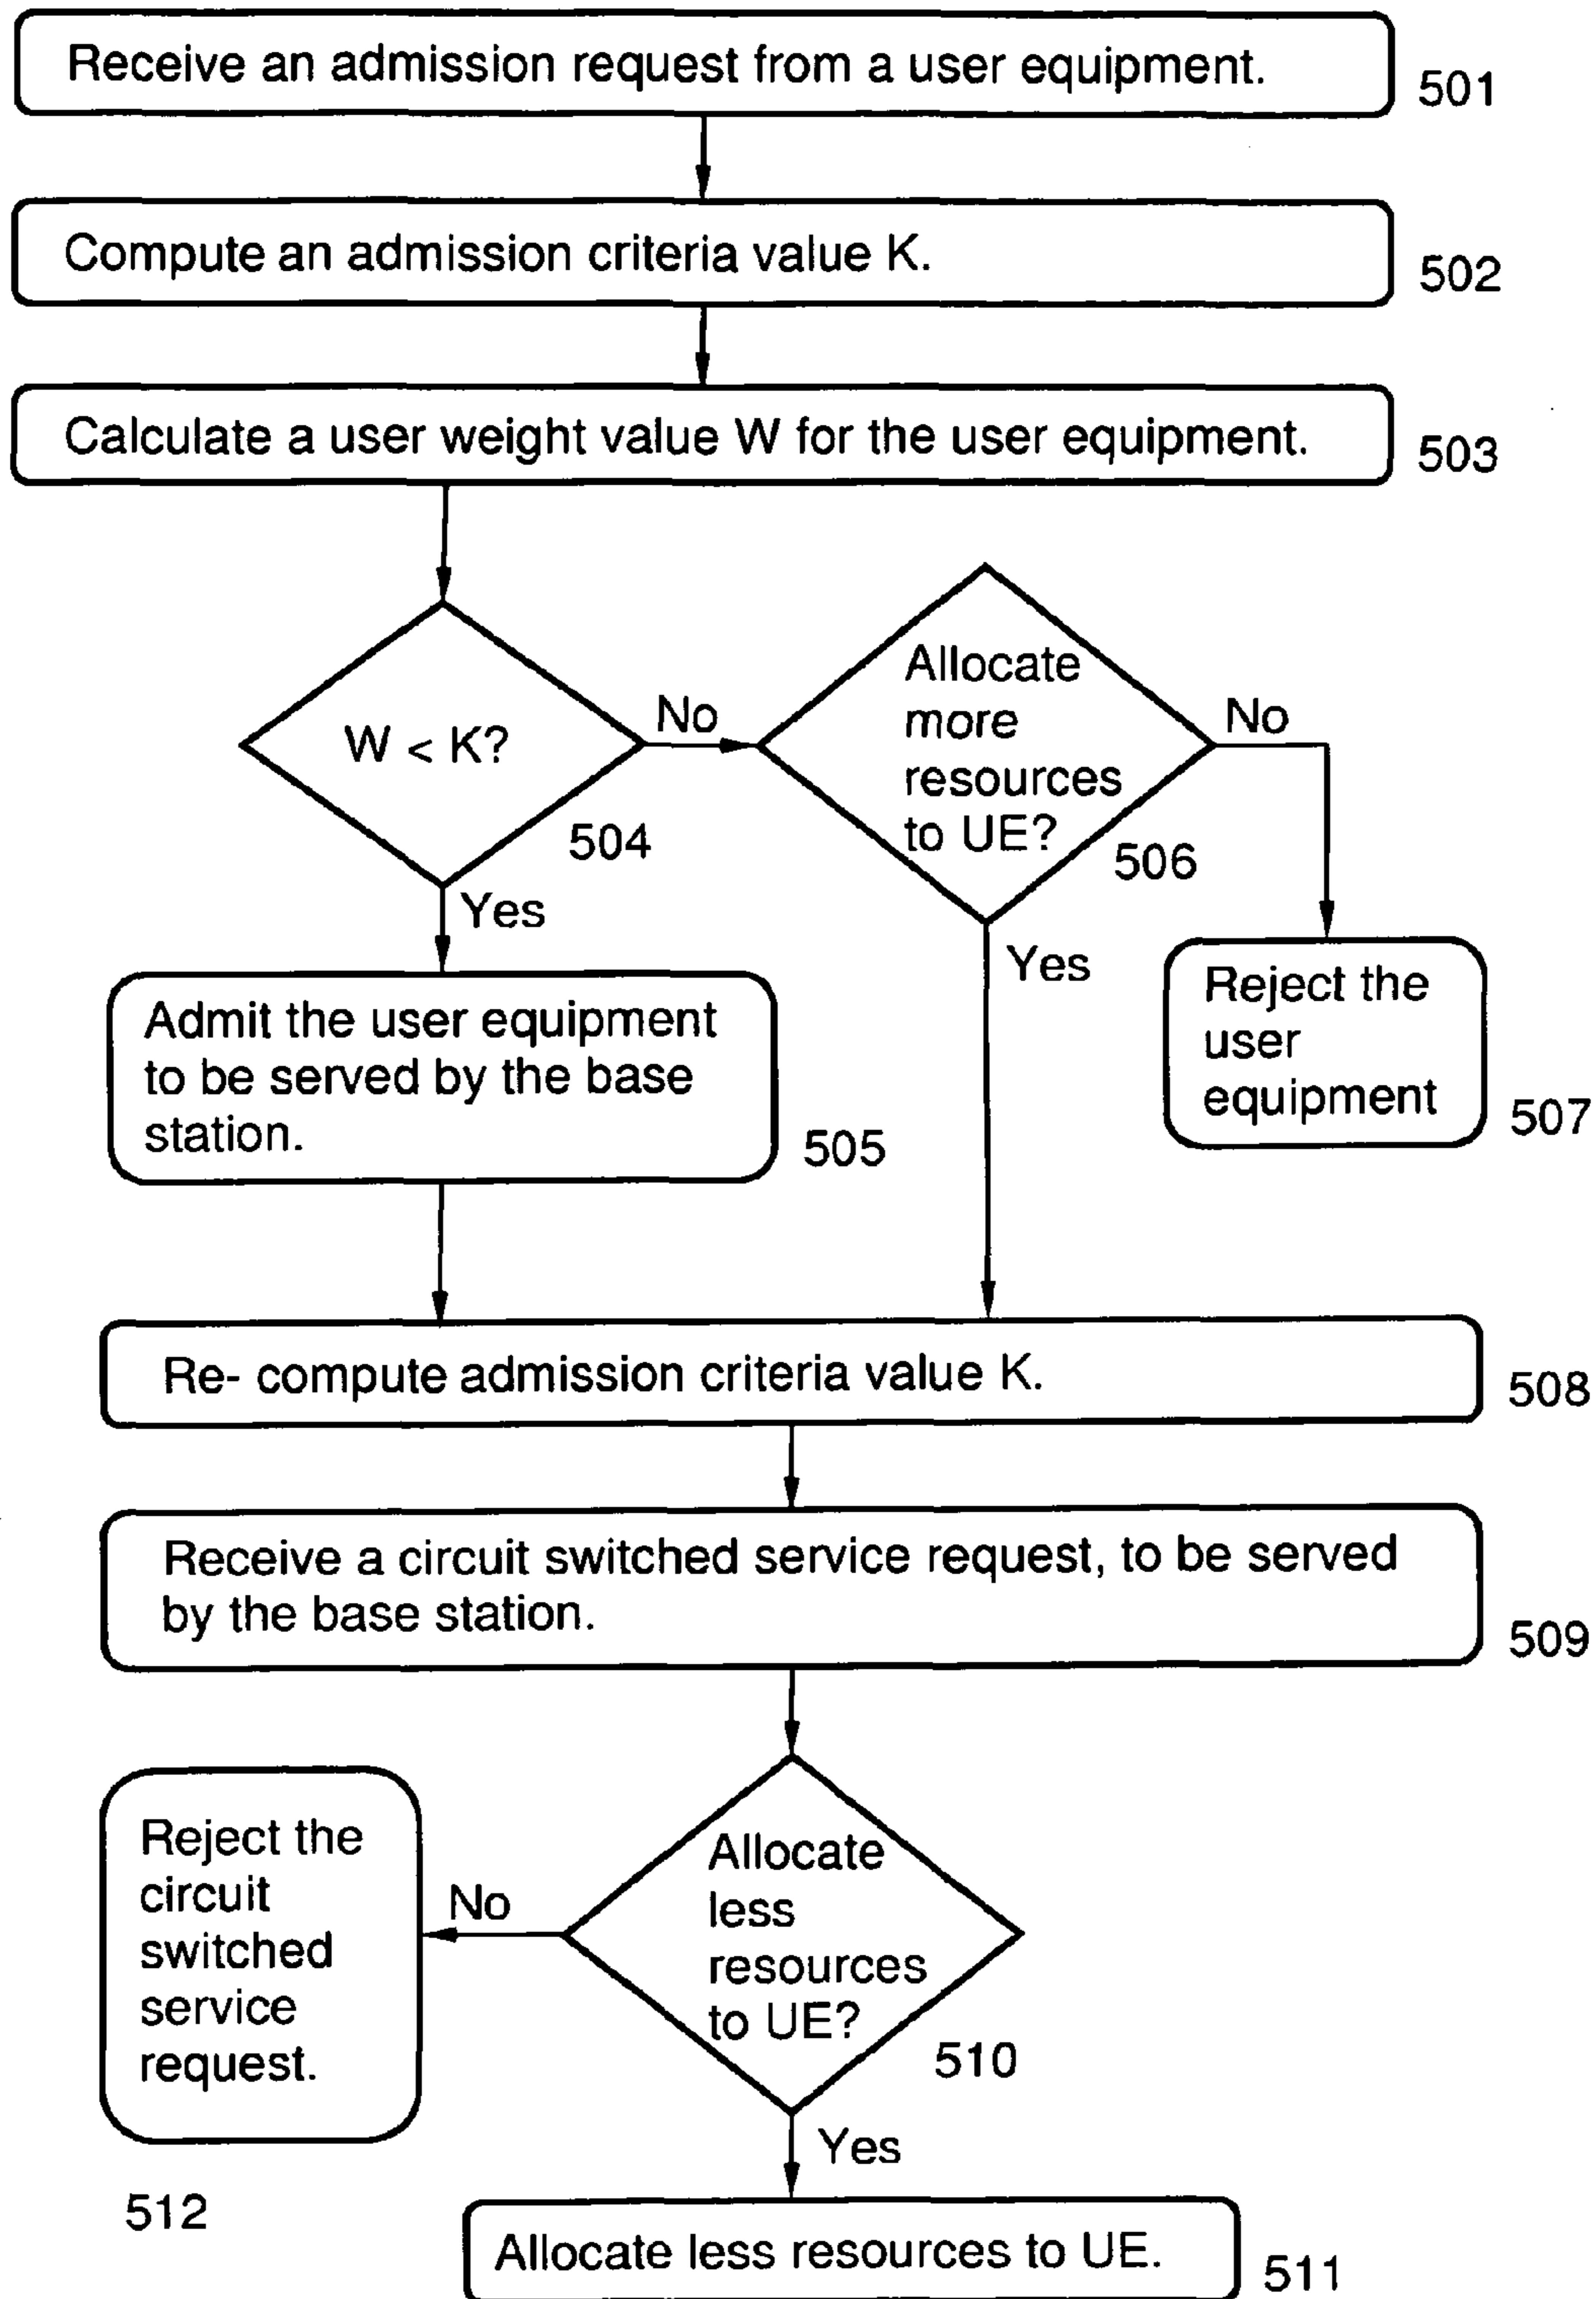 Receive an admission request from a user equipment.
501
Compute an admission criteria value K.
502
Calculate a user weight value W for the user equipment.
503
W < K?
504
No
Allocate
more
resources
to UE?
506
No
Yes
Yes
Admit the user equipment
to be served by the base
station.
505
Reject the
user
equipment
507
Re- compute admission criteria value K.
508
Receive a circuit switched service request, to be served
by the base station.
509
Allocate
less
resources
to UE?
510
No
Reject the
circuit
switched
service
request.
512
Yes
Allocate less resources to UE.
511